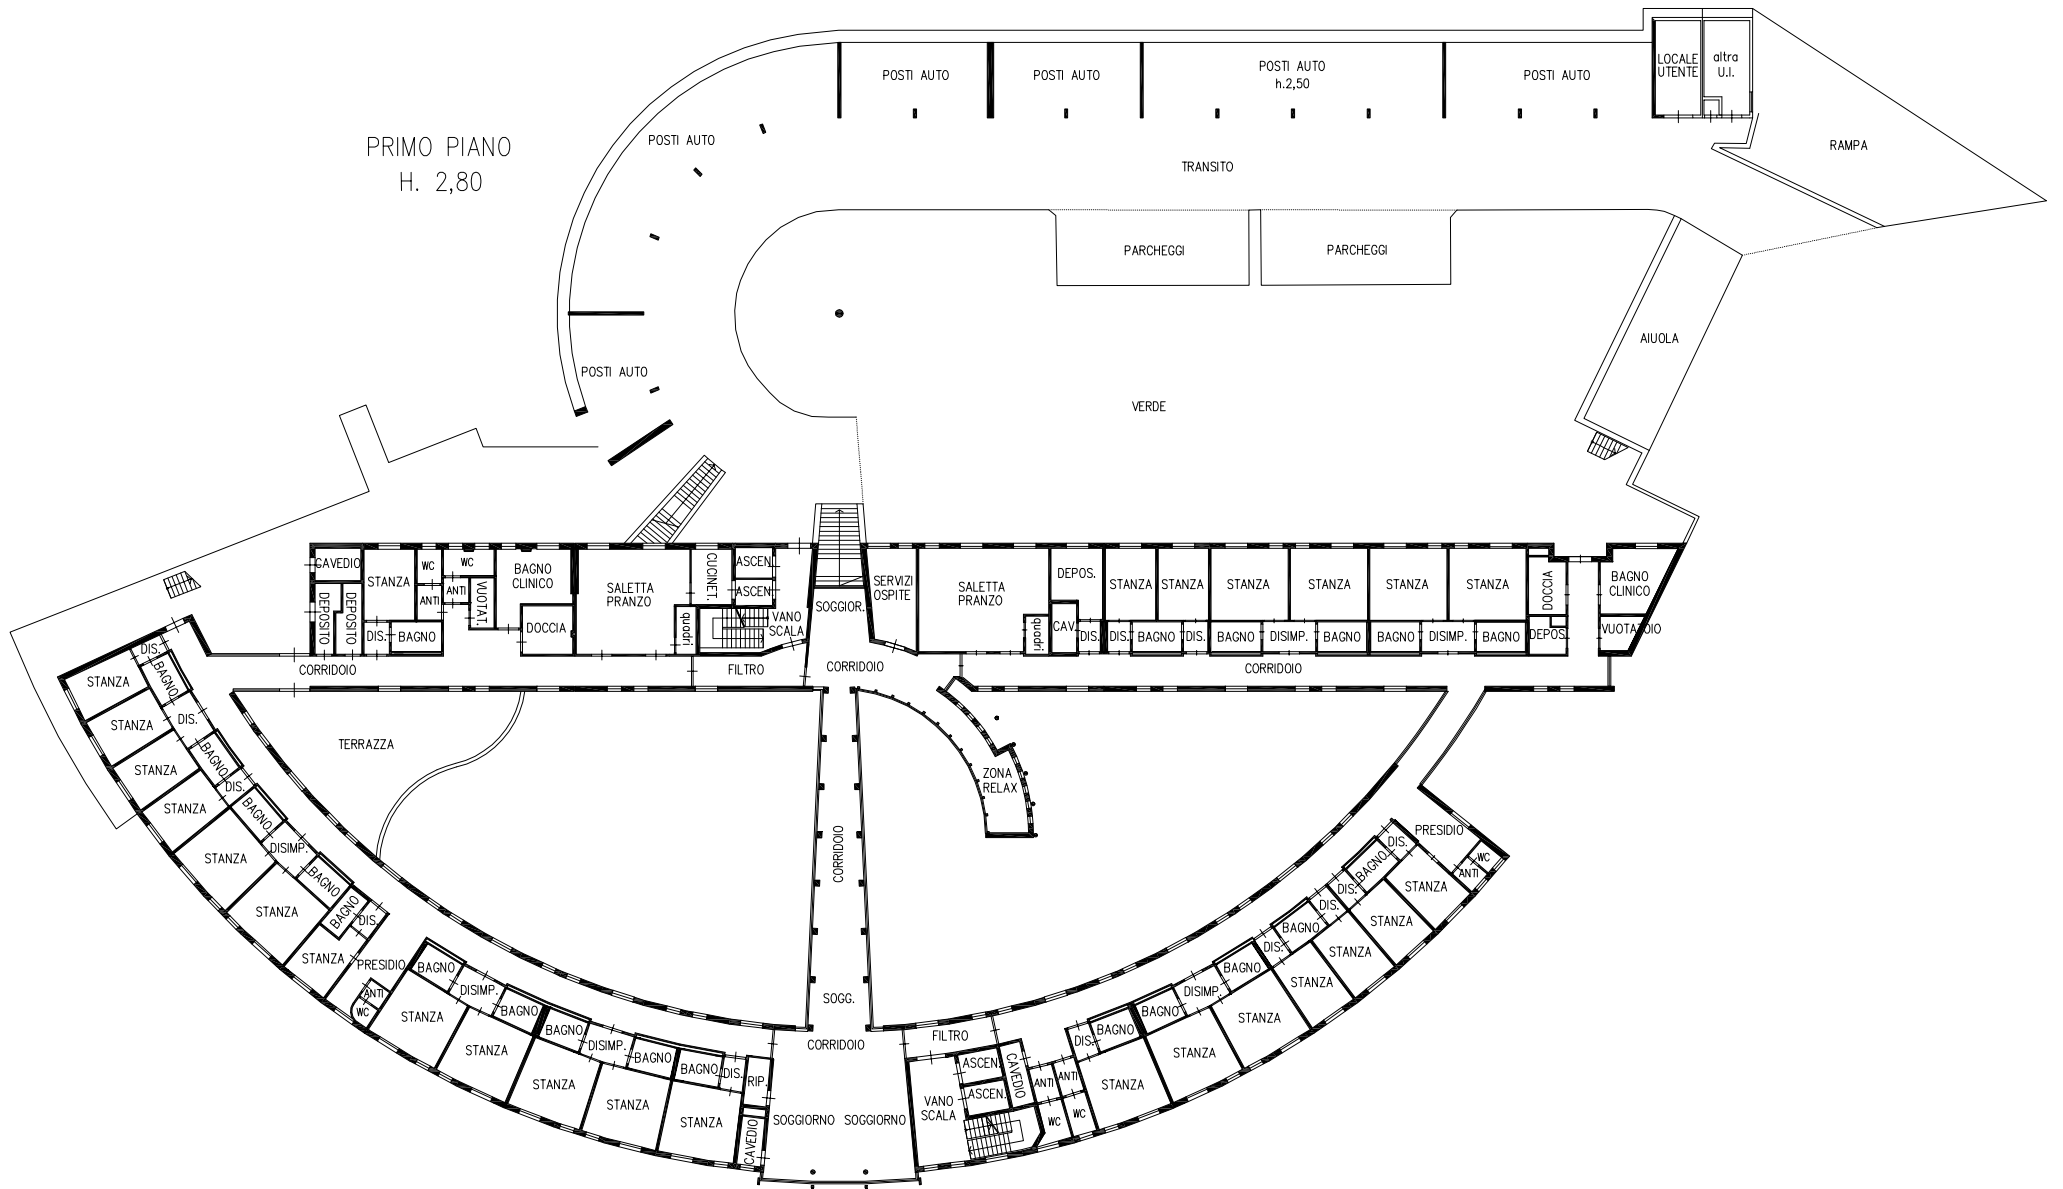 POSTI AUTO
POSTI AUTO
POSTI AUTO
h.2,50
POSTI AUTO
LOCALE
UTENTE
altra
U.I.
PRIMO PIANO
H. 2,80
POSTI AUTO
TRANSITO
RAMPA
PARCHEGGI
PARCHEGGI
AIUOLA
POSTI AUTO
VERDE
CAVEDIO
DEPOSITO
DEPOSITO
STANZA
DIS.
BAGNO
WC
ANTI
WC
ANTI
VUOTAT.
BAGNO
CLINICO
DOCCIA
SALETTA
PRANZO
CUCINET.
quadri
ASCEN
ASCEN
VANO
SCALA
SOGGIOR.
SERVIZI
OSPITE
SALETTA
PRANZO
quadri
DEPOS.
CAV.
DIS.
STANZA
STANZA
STANZA
STANZA
STANZA
STANZA
DIS.
BAGNO
DIS.
BAGNO
DISIMP.
BAGNO
BAGNO
DISIMP.
BAGNO
DOCCIA
DEPOS.
BAGNO
CLINICO
VUOTATOIO
CORRIDOIO
FILTRO
CORRIDOIO
CORRIDOIO
TERRAZZA
ZONA
RELAX
CORRIDOIO
SOGG.
DIS.
STANZA
BAGNO
STANZA
DIS.
STANZA
BAGNO
DIS.
STANZA
BAGNO
STANZA
DISIMP.
BAGNO
STANZA
BAGNO
DIS.
STANZA
PRESIDIO
ANTI
WC
BAGNO
DISIMP.
BAGNO
STANZA
STANZA
BAGNO
DISIMP.
BAGNO
STANZA
STANZA
BAGNO
DIS.
STANZA
RIP.
CAVEDIO
CORRIDOIO
SOGGIORNO
SOGGIORNO
FILTRO
VANO
SCALA
ASCEN.
ASCEN.
CAVEDIO
ANTI
ANTI
WC
WC
DIS.
BAGNO
STANZA
BAGNO
STANZA
DISIMP.
BAGNO
STANZA
DIS.
STANZA
BAGNO
STANZA
DIS.
DIS.
STANZA
BAGNO
DIS.
STANZA
PRESIDIO
ANTI
WC